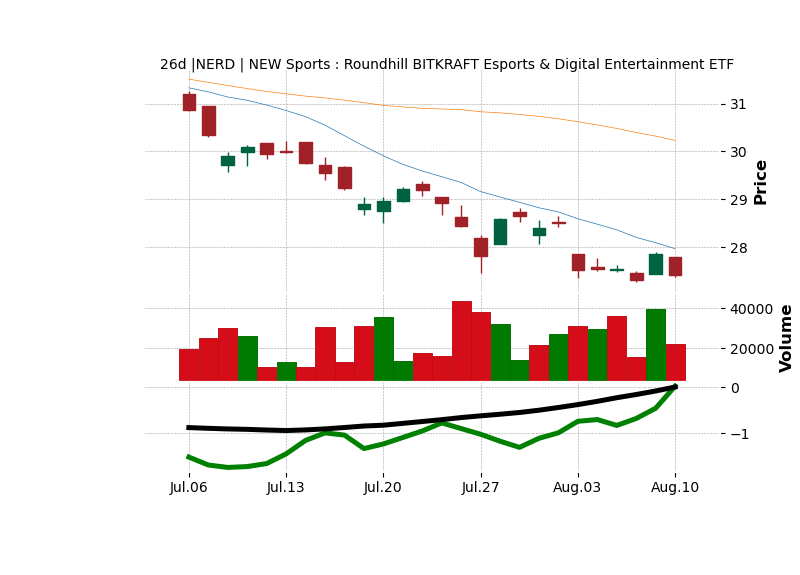 26d |NERD | NEW Sports : Roundhill BITKRAFT Esports & Digital Entertainment ETF
31
30
29
28
Price
40000
20000
Volume
0
−1
Jul.06 Jul.13 Jul.20 Jul.27 Aug.03 Aug.10